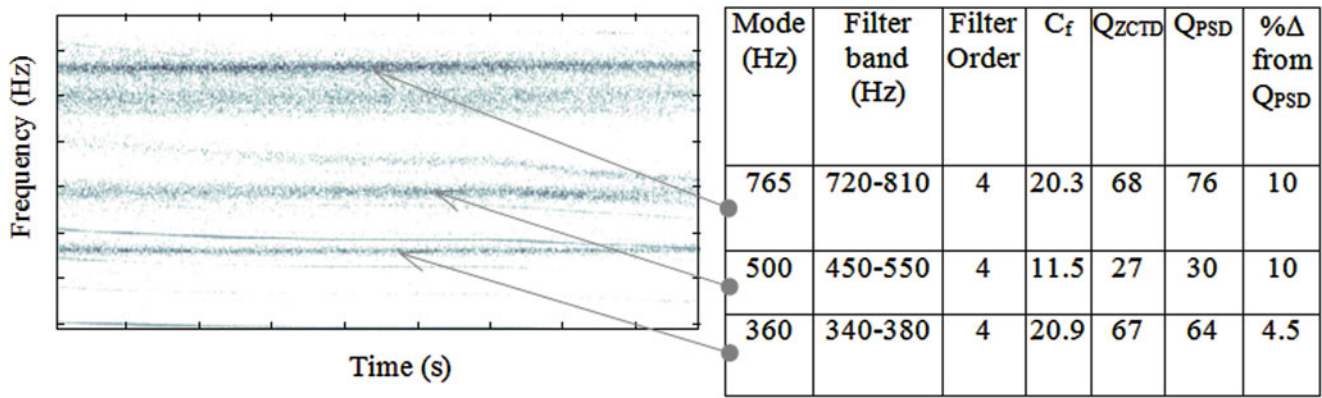 Frequency (Hz)
Time (s)
Mode (Hz) Filter band (Hz) Filter Order Cf QZCTD QPSD %Δ from QPSD
765 720-810 4 20.3 68 76 10
500 450-550 4 11.5 27 30 10
360 340-380 4 20.9 67 64 4.5